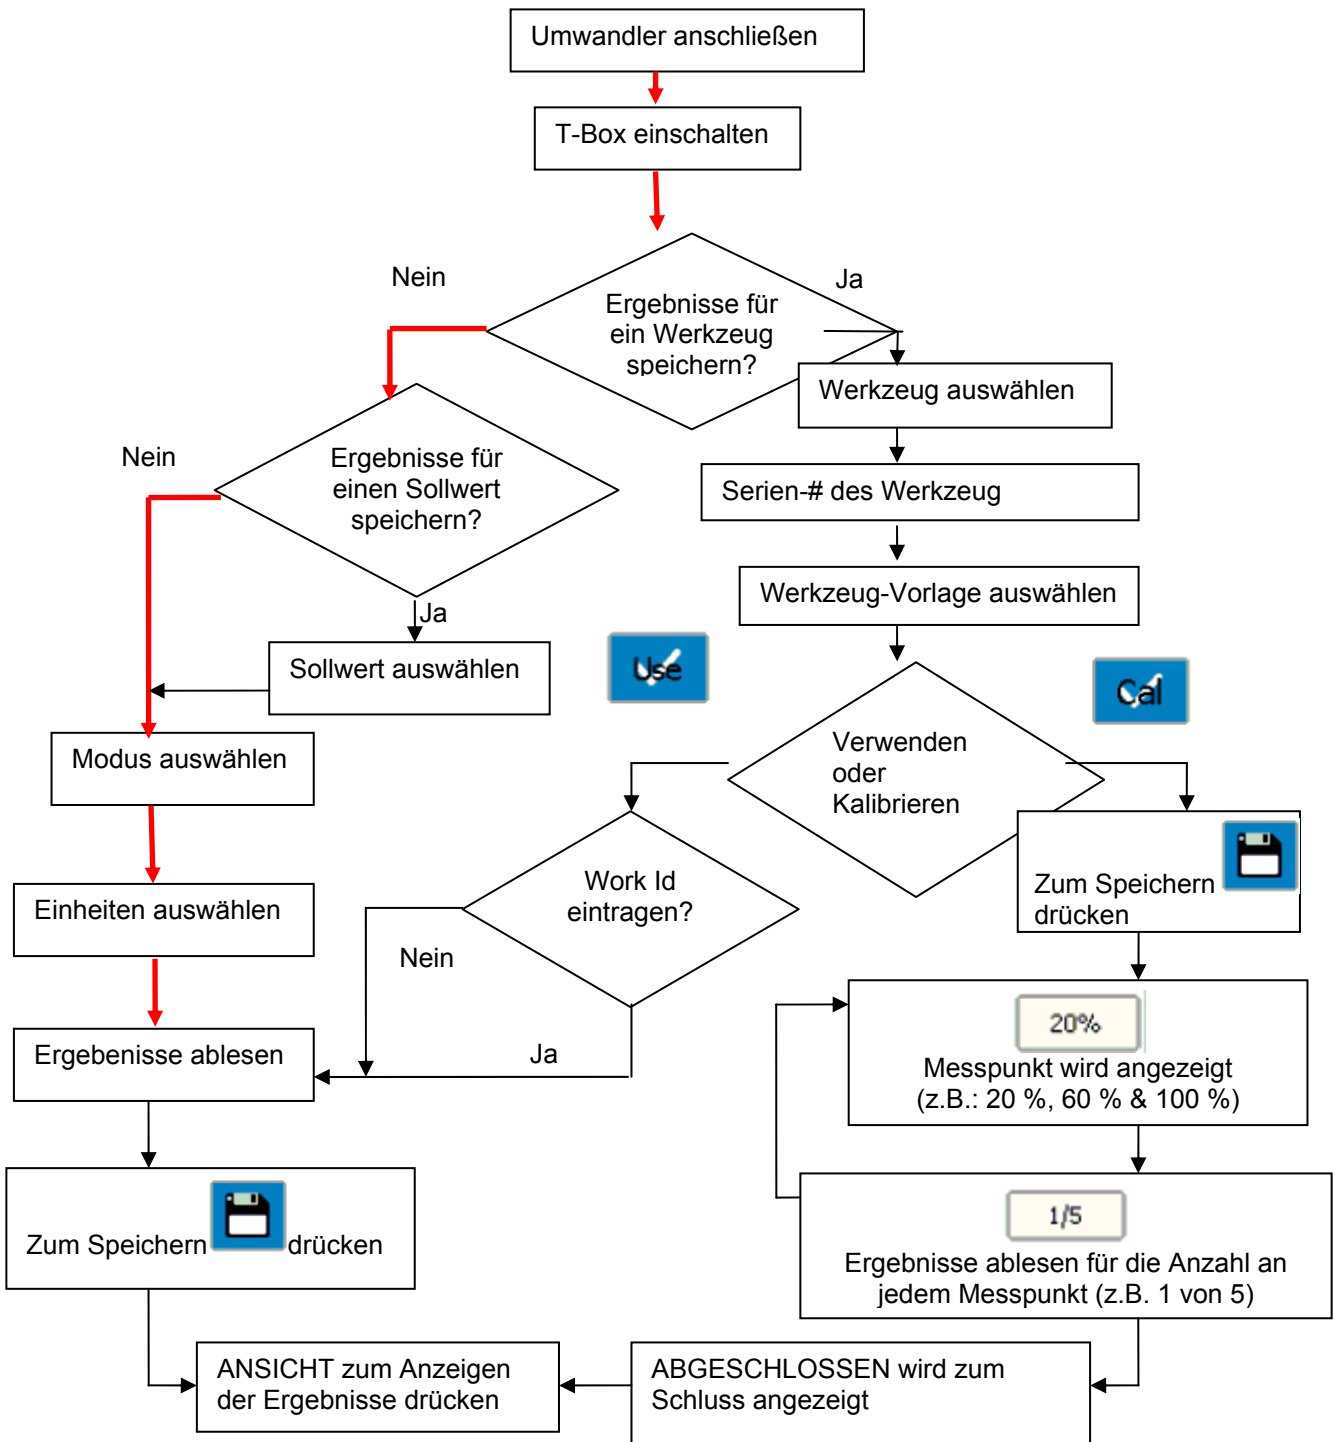 Umwandler anschließen
T-Box einschalten
Nein
Ja
Ergebnisse für
ein Werkzeug
speichern?
Werkzeug auswählen
Nein
Ergebnisse für
einen Sollwert
speichern?
Serien-# des Werkzeug
Werkzeug-Vorlage auswählen
Ja
Sollwert auswählen
Use
Cal
Modus auswählen
Verwenden
oder
Kalibrieren
Einheiten auswählen
Work Id
eintragen?
Zum Speichern
drücken
Nein
20%
Messpunkt wird angezeigt
(z.B.: 20 %, 60 % & 100 %)
Ergebenisse ablesen
Ja
1/5
Ergebnisse ablesen für die Anzahl an
jedem Messpunkt (z.B. 1 von 5)
Zum Speichern drücken
ANSICHT zum Anzeigen
der Ergebnisse drücken
ABGESCHLOSSEN wird zum
Schluss angezeigt